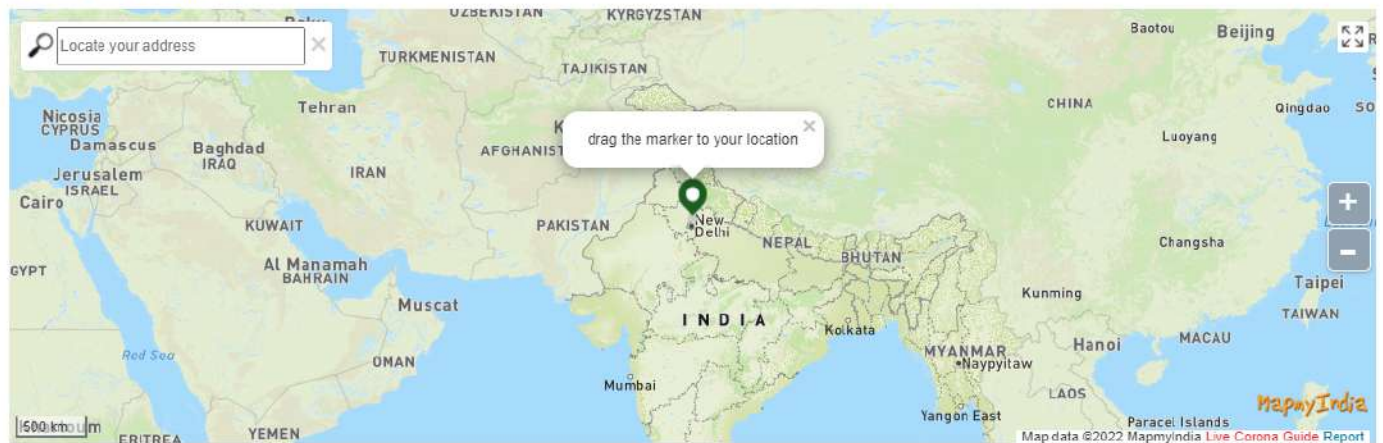 UZBEKISTAN
KYRGYZSTAN
Baotou
Beijing
Locate your address
×
TURKMENISTAN
TAJIKISTAN
Tehran
CHINA
Qingdao
SO
Nicosia
CYPRUS
Damascus
Baghdad
IRAQ
drag the marker to your location
×
Luoyang
AFGHANIST
Jerusalem
ISRAEL
IRAN
Cairo
KUWAIT
PAKISTAN
New
Delhi
NEPAL
BHUTAN
Changsha
+
-
GYPT
Al Manamah
BAHRAIN
Muscat
Kunming
Taipei
TAIWAN
INDIA
Kolkata
Red Sea
OMAN
MYANMAR
Naypyitaw
Hanoi
MACAU
Mumbai
LAOS
MapmyIndia
Yangon East
Paracel Islands
500 km
ERITREA
YEMEN
Map data ©2022 MapmyIndia Live Corona Guide Report